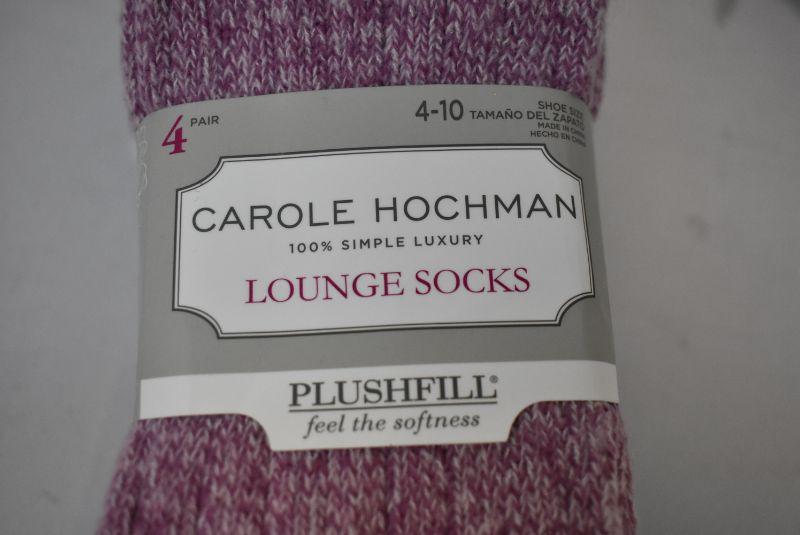 4 PAIR
4-10 SHOE SIZE
TAMAÑO DEL ZAPATO
MADE IN CHINA
HECHO EN CHINA
CAROLE HOCHMAN
100% SIMPLE LUXURY
LOUNGE SOCKS
PLUSHFILL®
feel the softness